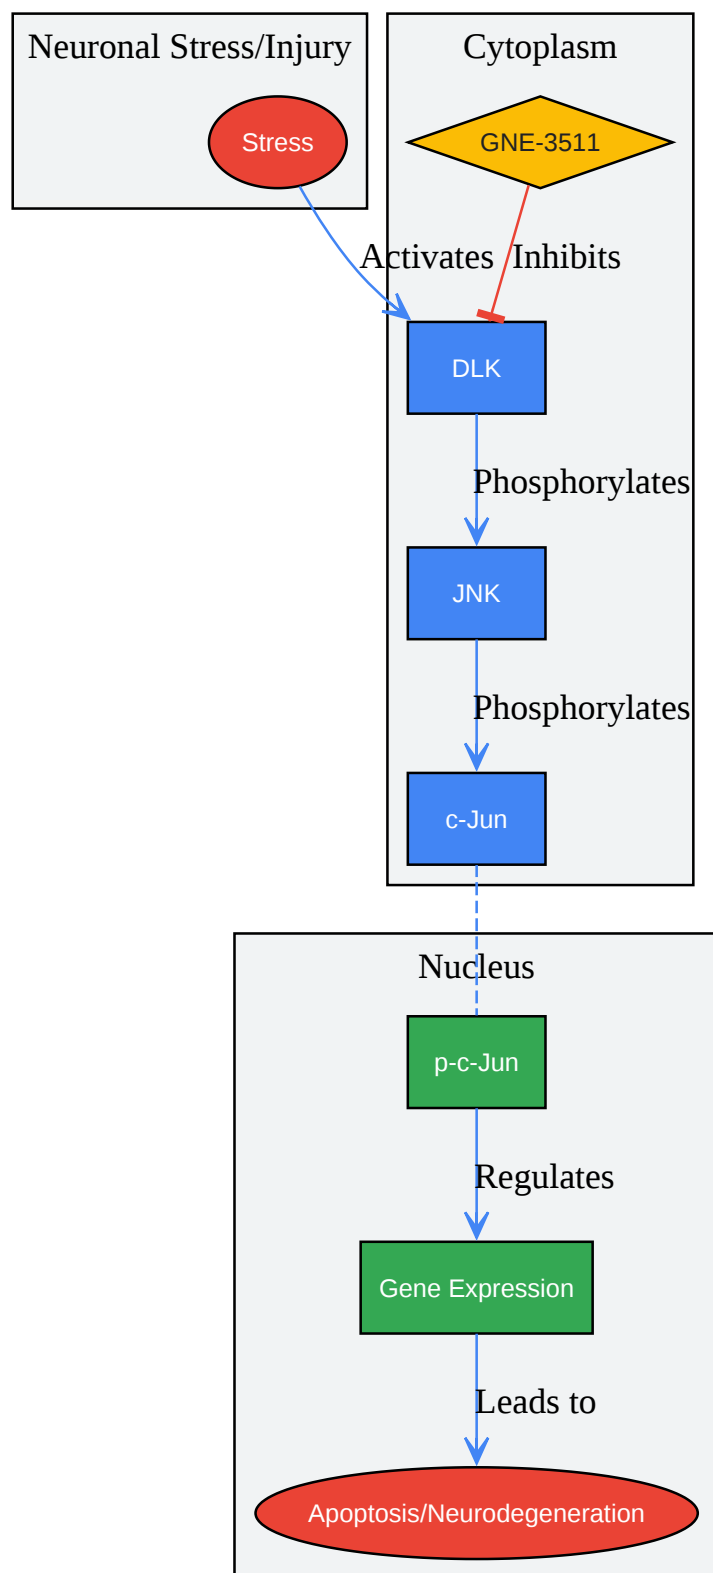 Neuronal Stress/Injury
Cytoplasm
Stress
GNE-3511
Activates
Inhibits
DLK
Phosphorylates
JNK
Phosphorylates
c-Jun
Nucleus
p-c-Jun
Regulates
Gene Expression
Leads to
Apoptosis/Neurodegeneration